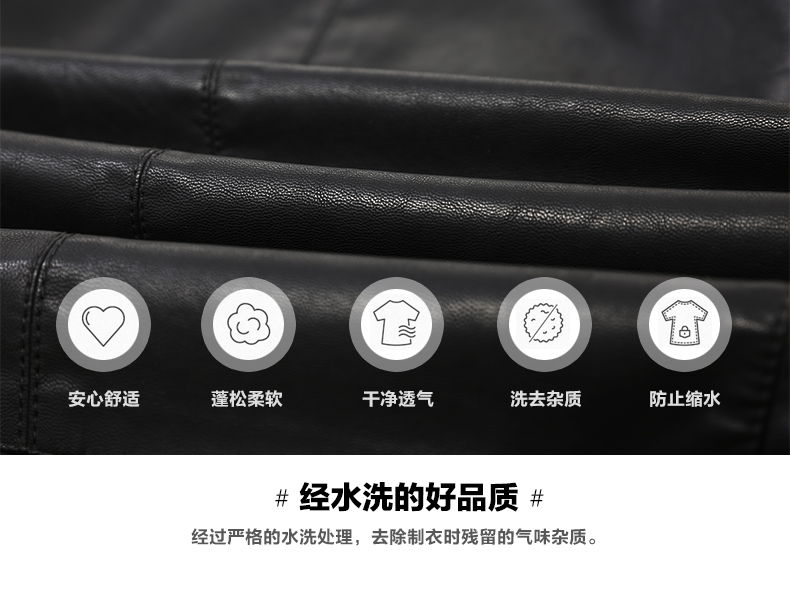 安心舒适 蓬松柔软 干净透气 洗去杂质 防止缩水
# 经水洗的好品质 #
经过严格的水洗处理，去除制衣时残留的气味杂质。